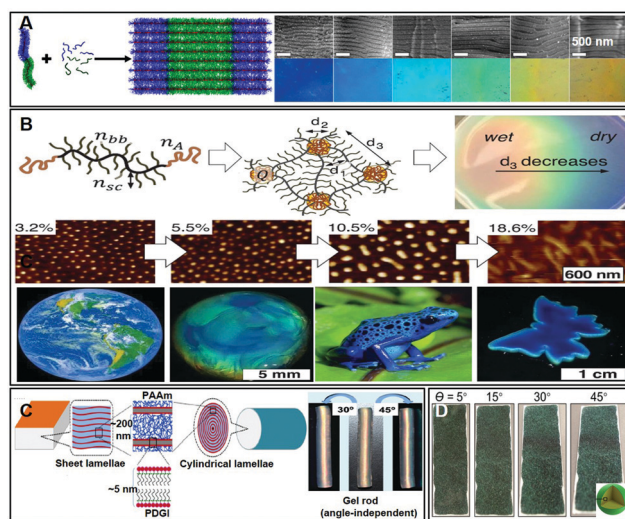 A
+
500 nm
B
n_bb
n_A
n_sc
d_2
d_3
d_1
Q
wet
dry
d_3 decreases
3.2%
5.5%
10.5%
18.6%
C
600 nm
5 mm
1 cm
C
Sheet lamellae
~200
nm
PAAm
~5 nm
PDGI
Cylindrical lamellae
30°
45°
Gel rod
(angle-independent)
D
Θ = 5°
15°
30°
45°